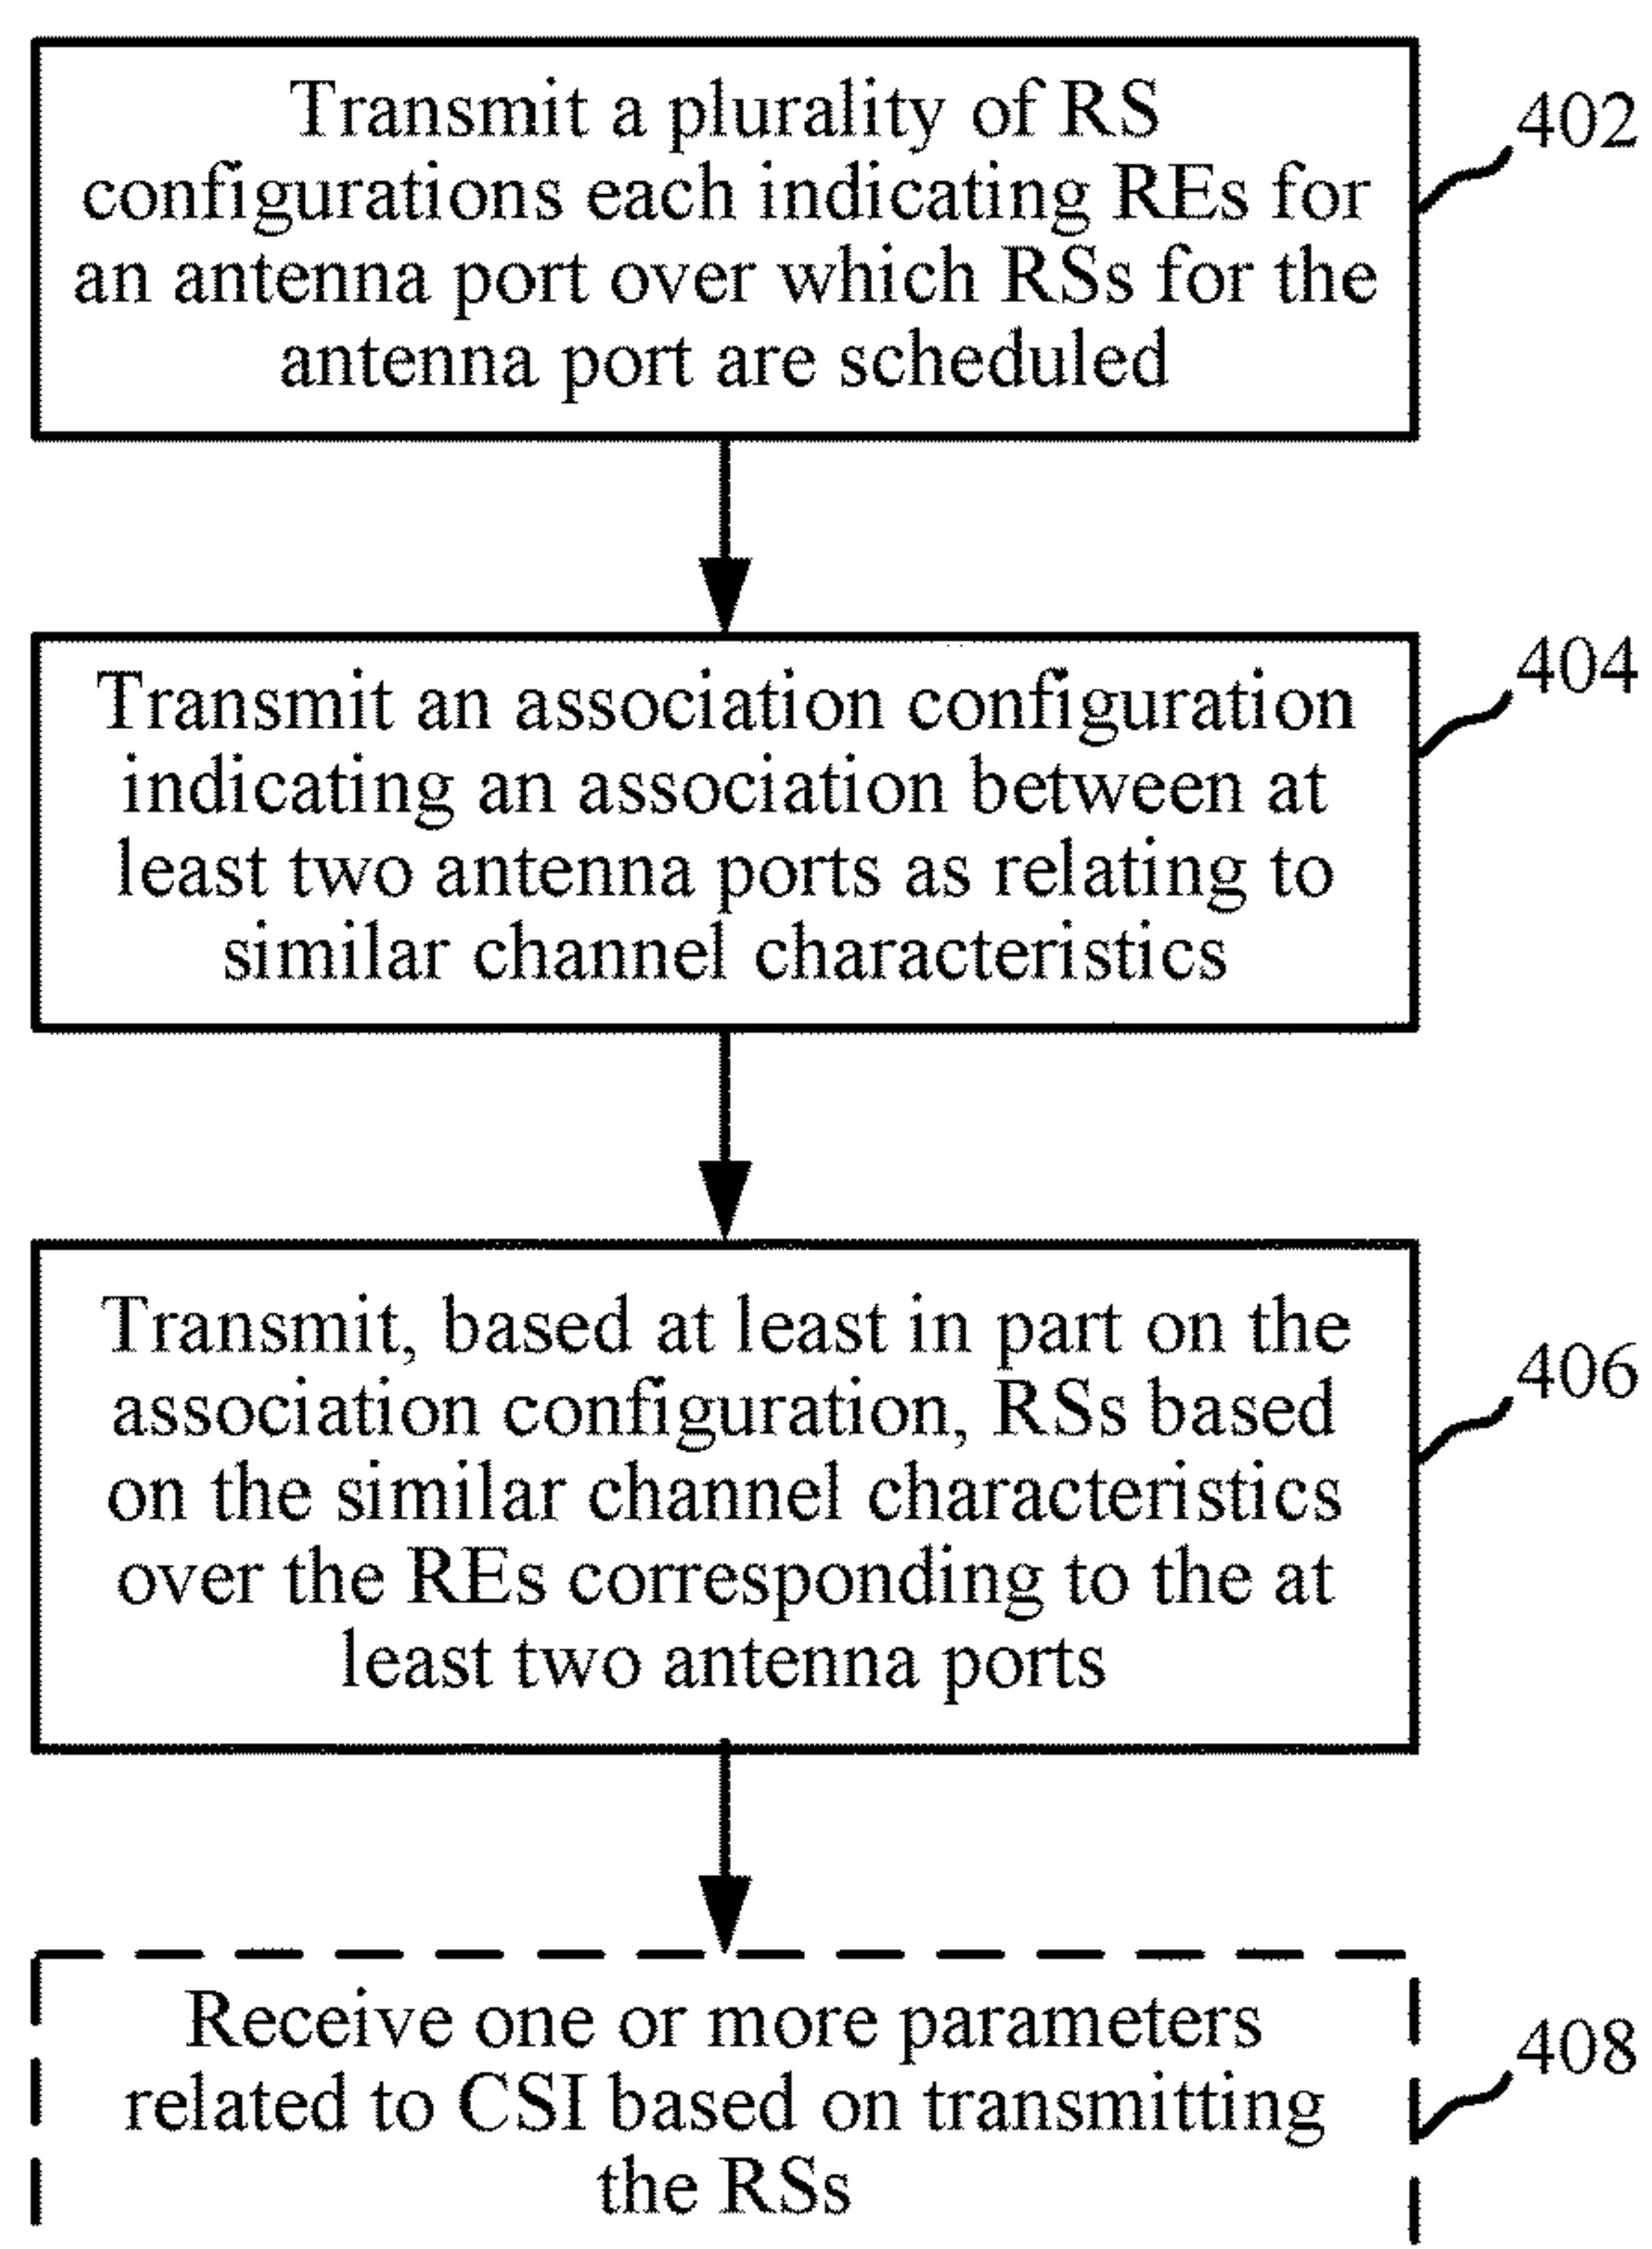 Transmit a plurality of RS
configurations each indicating REs for
an antenna port over which RSs for the
antenna port are scheduled
402
Transmit an association configuration
indicating an association between at
least two antenna ports as relating to
similar channel characteristics
404
Transmit, based at least in part on the
association configuration, RSs based
on the similar channel characteristics
over the REs corresponding to the at
least two antenna ports
406
Receive one or more parameters
related to CSI based on transmitting
the RSs
408